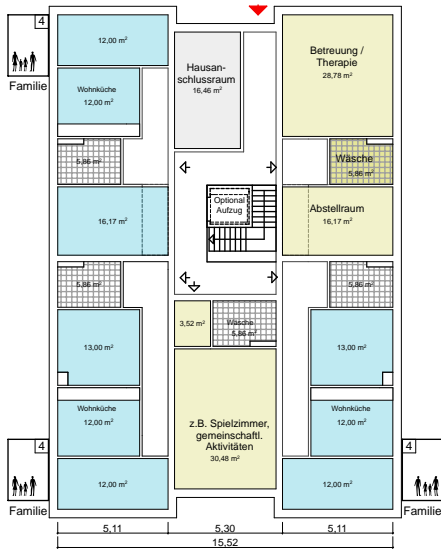 4
Familie
12,00 m²
Wohnküche
12,00 m²
5,86 m²
16,17 m²
Hausan-
schlussraum
16,46 m²
Betreuung /
Therapie
28,78 m²
Wäsche
5,86 m²
Abstellraum
16,17 m²
Optional
Aufzug
5,86 m²
13,00 m²
Wohnküche
12,00 m²
12,00 m²
4
Familie
3,52 m²
Wäsche
5,86 m²
z.B. Spielzimmer,
gemeinschaftl.
Aktivitäten
30,48 m²
5,86 m²
13,00 m²
Wohnküche
12,00 m²
12,00 m²
4
Familie
5,11
5,30
5,11
15,52